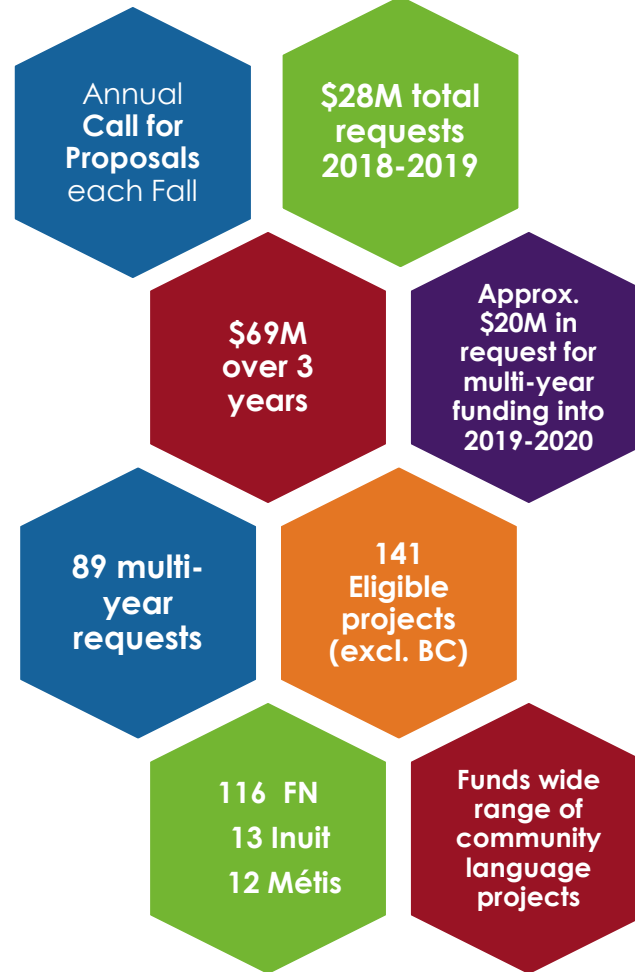 Annual
Call for
Proposals
each Fall
$28M total
requests
2018-2019
$69M
over 3
years
Approx.
$20M in
request for
multi-year
funding into
2019-2020
89 multi-
year
requests
141
Eligible
projects
(excl. BC)
116 FN
13 Inuit
12 Métis
Funds wide
range of
community
language
projects